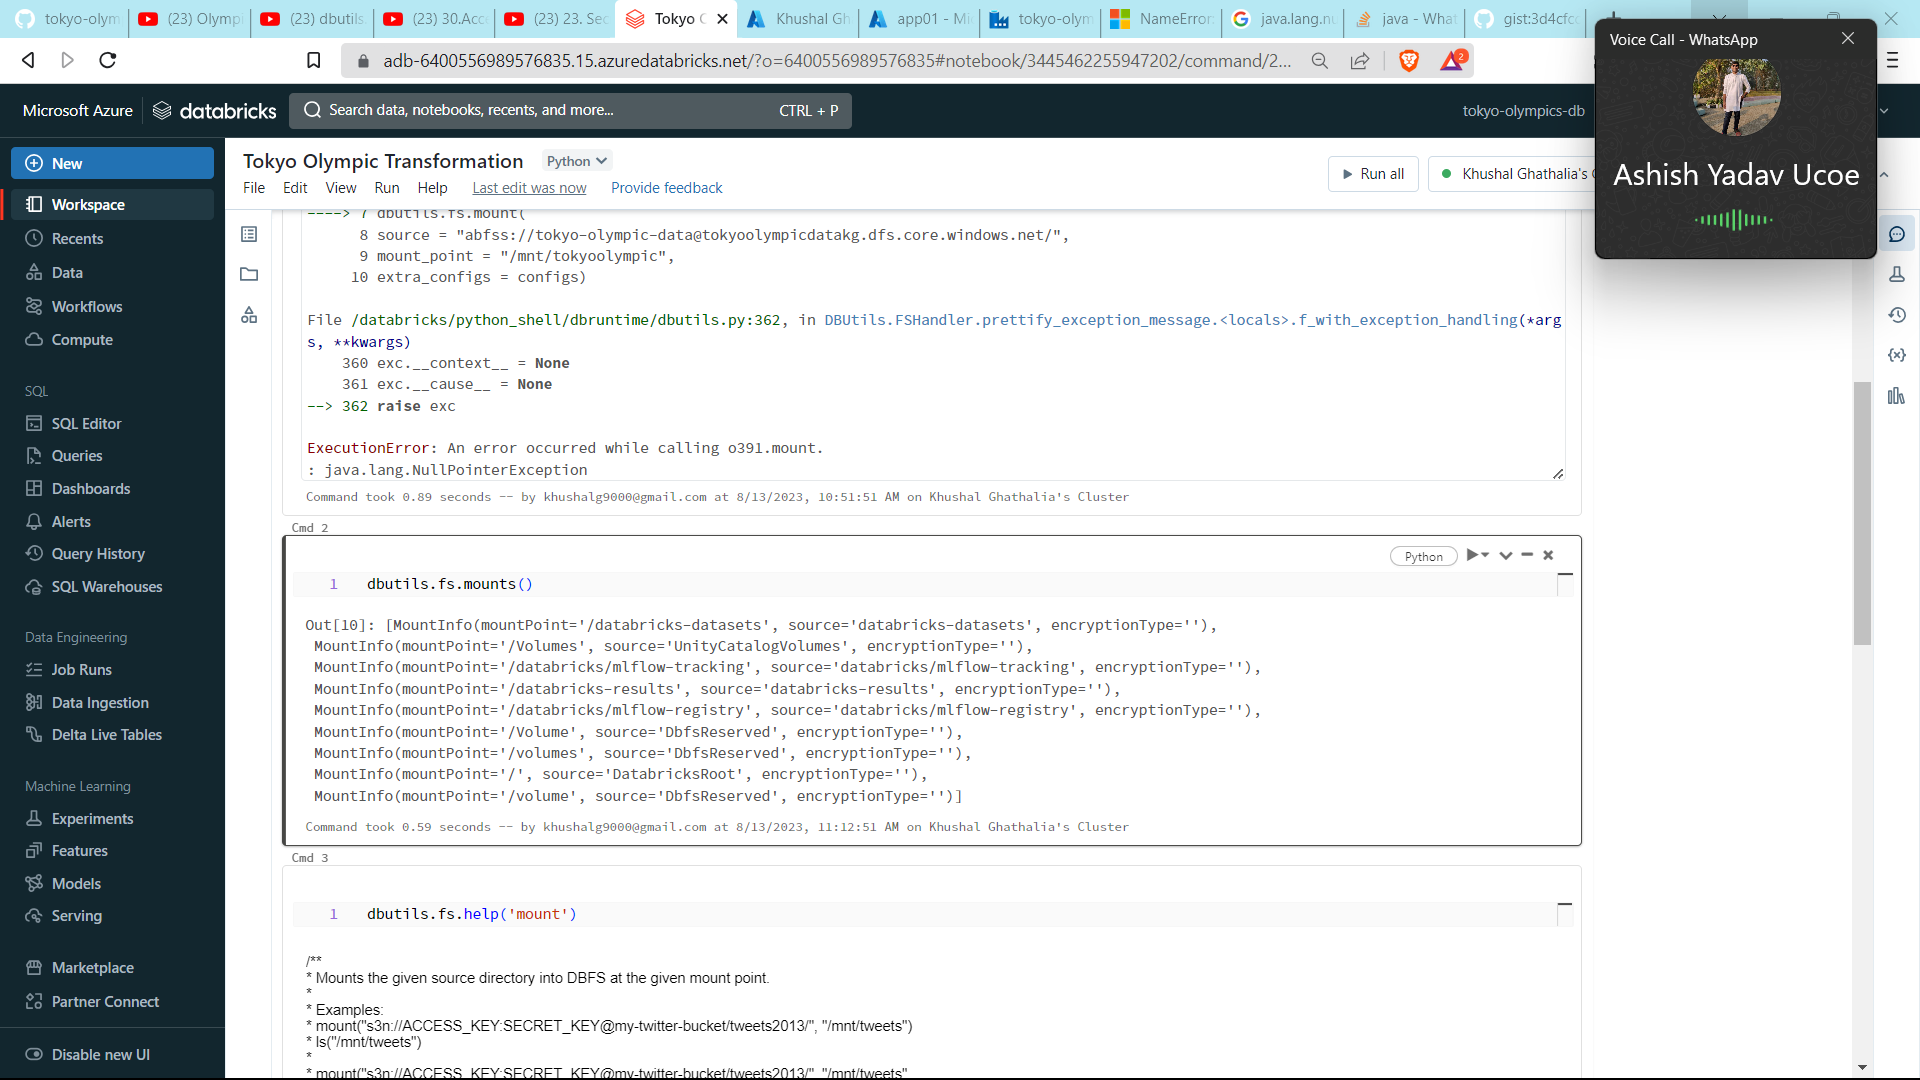 tokyo-olym
(23) Olymp
(23) dbutils
(23) 30.Acc
(23) 23. Sec
Tokyo O
Khushal Gh
app01 - Mi
tokyo-olym
NameError:
java.lang.nu
java - What
gist:3d4cfcc
adb-6400556989576835.15.azuredatabricks.net/?o=6400556989576835#notebook/3445462255947202/command/2...
2
Voice Call - WhatsApp
Ashish Yadav Ucoe
Microsoft Azure
databricks
Search data, notebooks, recents, and more...
CTRL + P
tokyo-olympics-db
New
Workspace
Recents
Data
Workflows
Compute
SQL
SQL Editor
Queries
Dashboards
Alerts
Query History
SQL Warehouses
Data Engineering
Job Runs
Data Ingestion
Delta Live Tables
Machine Learning
Experiments
Features
Models
Serving
Marketplace
Partner Connect
Disable new UI
Tokyo Olympic Transformation
Python
File Edit View Run Help Last edit was now Provide feedback
Run all
Khushal Ghathalia's
----> 7 dbutils.fs.mount(
8 source = "abfss://tokyo-olympic-data@tokyoolympicdatakg.dfs.core.windows.net/",
9 mount_point = "/mnt/tokyoolympic",
10 extra_configs = configs)
File /databricks/python_shell/dbruntime/dbutils.py:362, in DBUtils.FSHandler.prettify_exception_message.<locals>.f_with_exception_handling(*arg
s, **kwargs)
360 exc.__context__ = None
361 exc.__cause__ = None
--> 362 raise exc
ExecutionError: An error occurred while calling o391.mount.
: java.lang.NullPointerException
Command took 0.89 seconds -- by khushalg9000@gmail.com at 8/13/2023, 10:51:51 AM on Khushal Ghathalia's Cluster
Cmd 2
Python
1 dbutils.fs.mounts()
Out[10]: [MountInfo(mountPoint='/databricks-datasets', source='databricks-datasets', encryptionType=''),
MountInfo(mountPoint='/Volumes', source='UnityCatalogVolumes', encryptionType=''),
MountInfo(mountPoint='/databricks/mlflow-tracking', source='databricks/mlflow-tracking', encryptionType=''),
MountInfo(mountPoint='/databricks-results', source='databricks-results', encryptionType=''),
MountInfo(mountPoint='/databricks/mlflow-registry', source='databricks/mlflow-registry', encryptionType=''),
MountInfo(mountPoint='/Volume', source='DbfsReserved', encryptionType=''),
MountInfo(mountPoint='/volumes', source='DbfsReserved', encryptionType=''),
MountInfo(mountPoint='/', source='DatabricksRoot', encryptionType=''),
MountInfo(mountPoint='/volume', source='DbfsReserved', encryptionType='')]
Command took 0.59 seconds -- by khushalg9000@gmail.com at 8/13/2023, 11:12:51 AM on Khushal Ghathalia's Cluster
Cmd 3
1 dbutils.fs.help('mount')
/**
* Mounts the given source directory into DBFS at the given mount point.
*
* Examples:
* mount("s3n://ACCESS_KEY:SECRET_KEY@my-twitter-bucket/tweets2013/", "/mnt/tweets")
* ls("/mnt/tweets")
*
* mount("s3n://ACCESS_KEY:SECRET_KEY@my-twitter-bucket/tweets2013/", "/mnt/tweets"